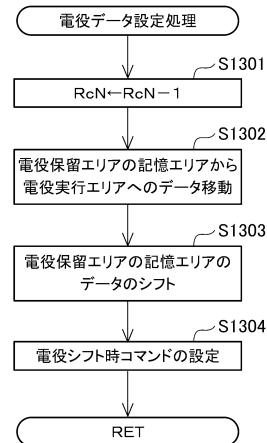 電役データ設定処理
S1301
RcN←RcN－1
S1302
電役保留エリアの記憶エリアから
電役実行エリアへのデータ移動
S1303
電役保留エリアの記憶エリアの
データのシフト
S1304
電役シフト時コマンドの設定
RET